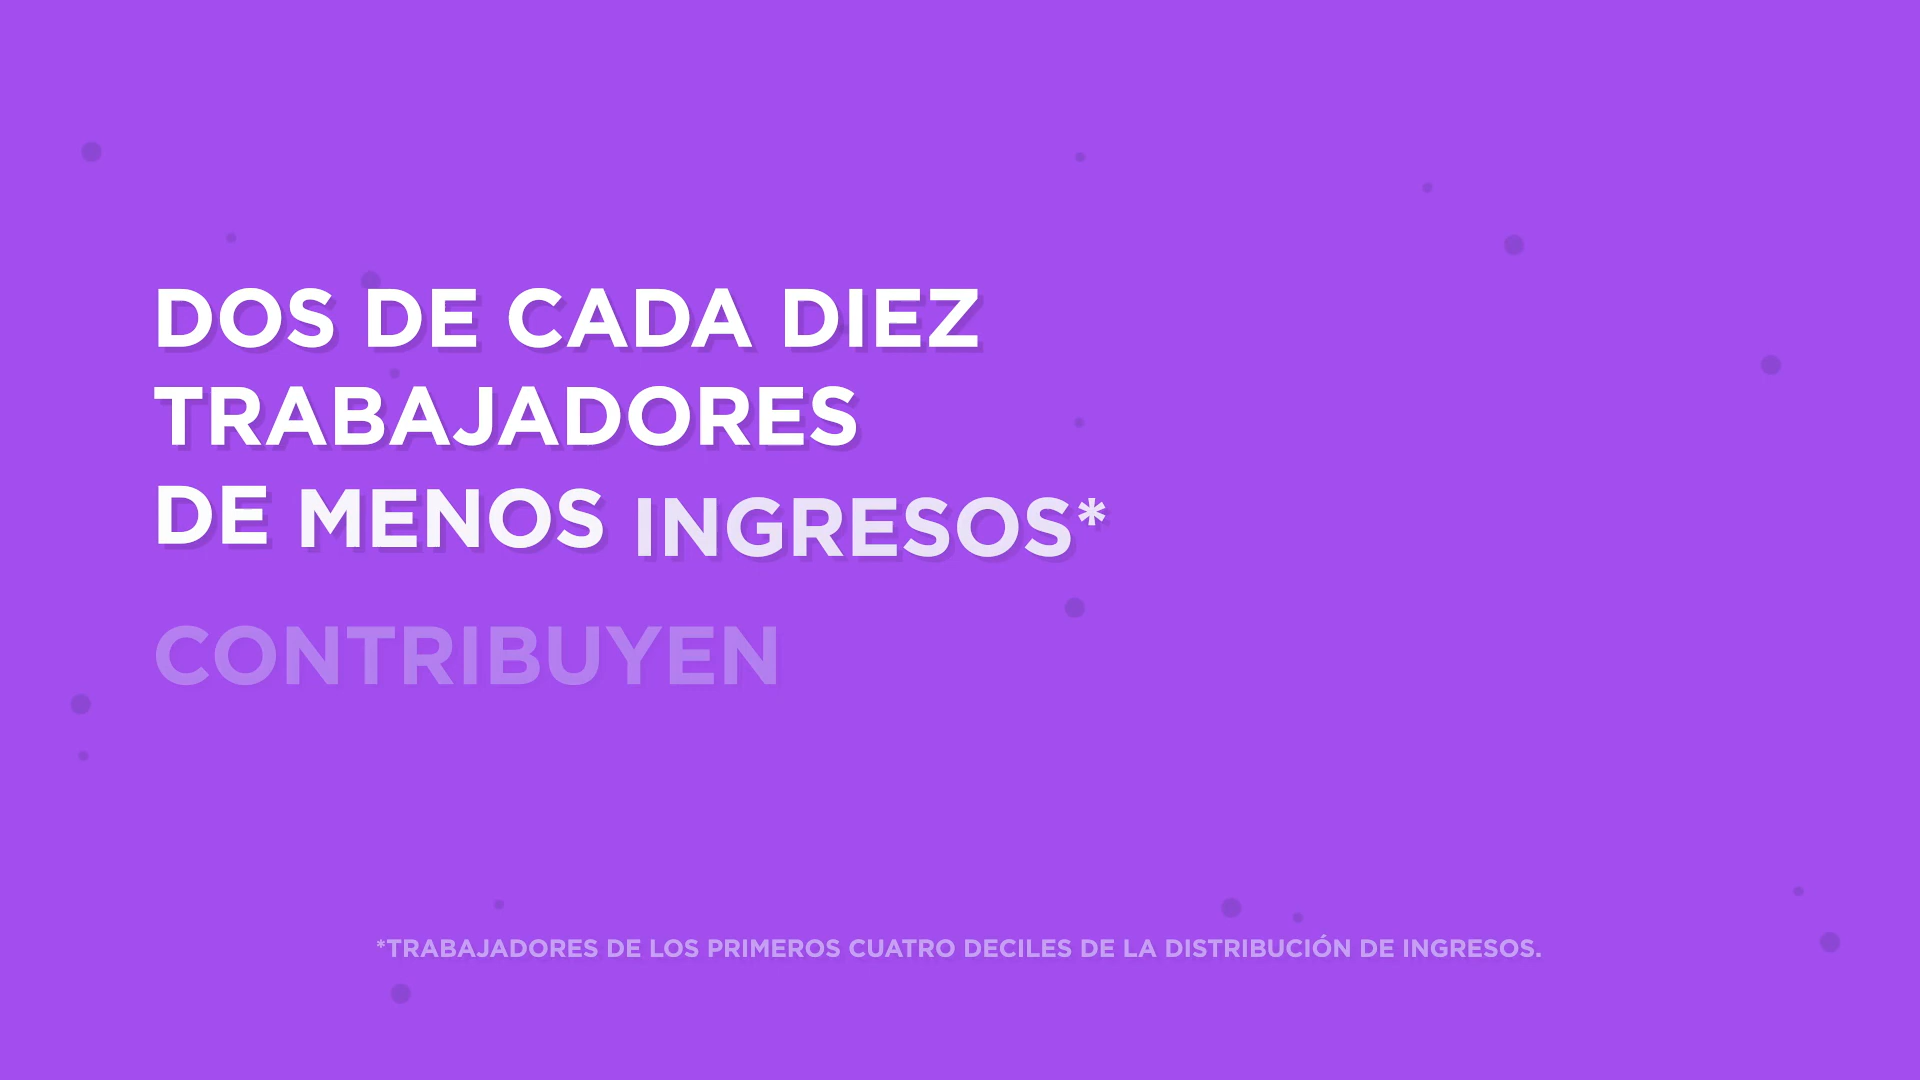 DOS DE CADA DIEZ
TRABAJADORES
DE MENOS INGRESOS*
CONTRIBUYEN
*TRABAJADORES DE LOS PRIMEROS CUATRO DECILES DE LA DISTRIBUCIÓN DE INGRESOS.